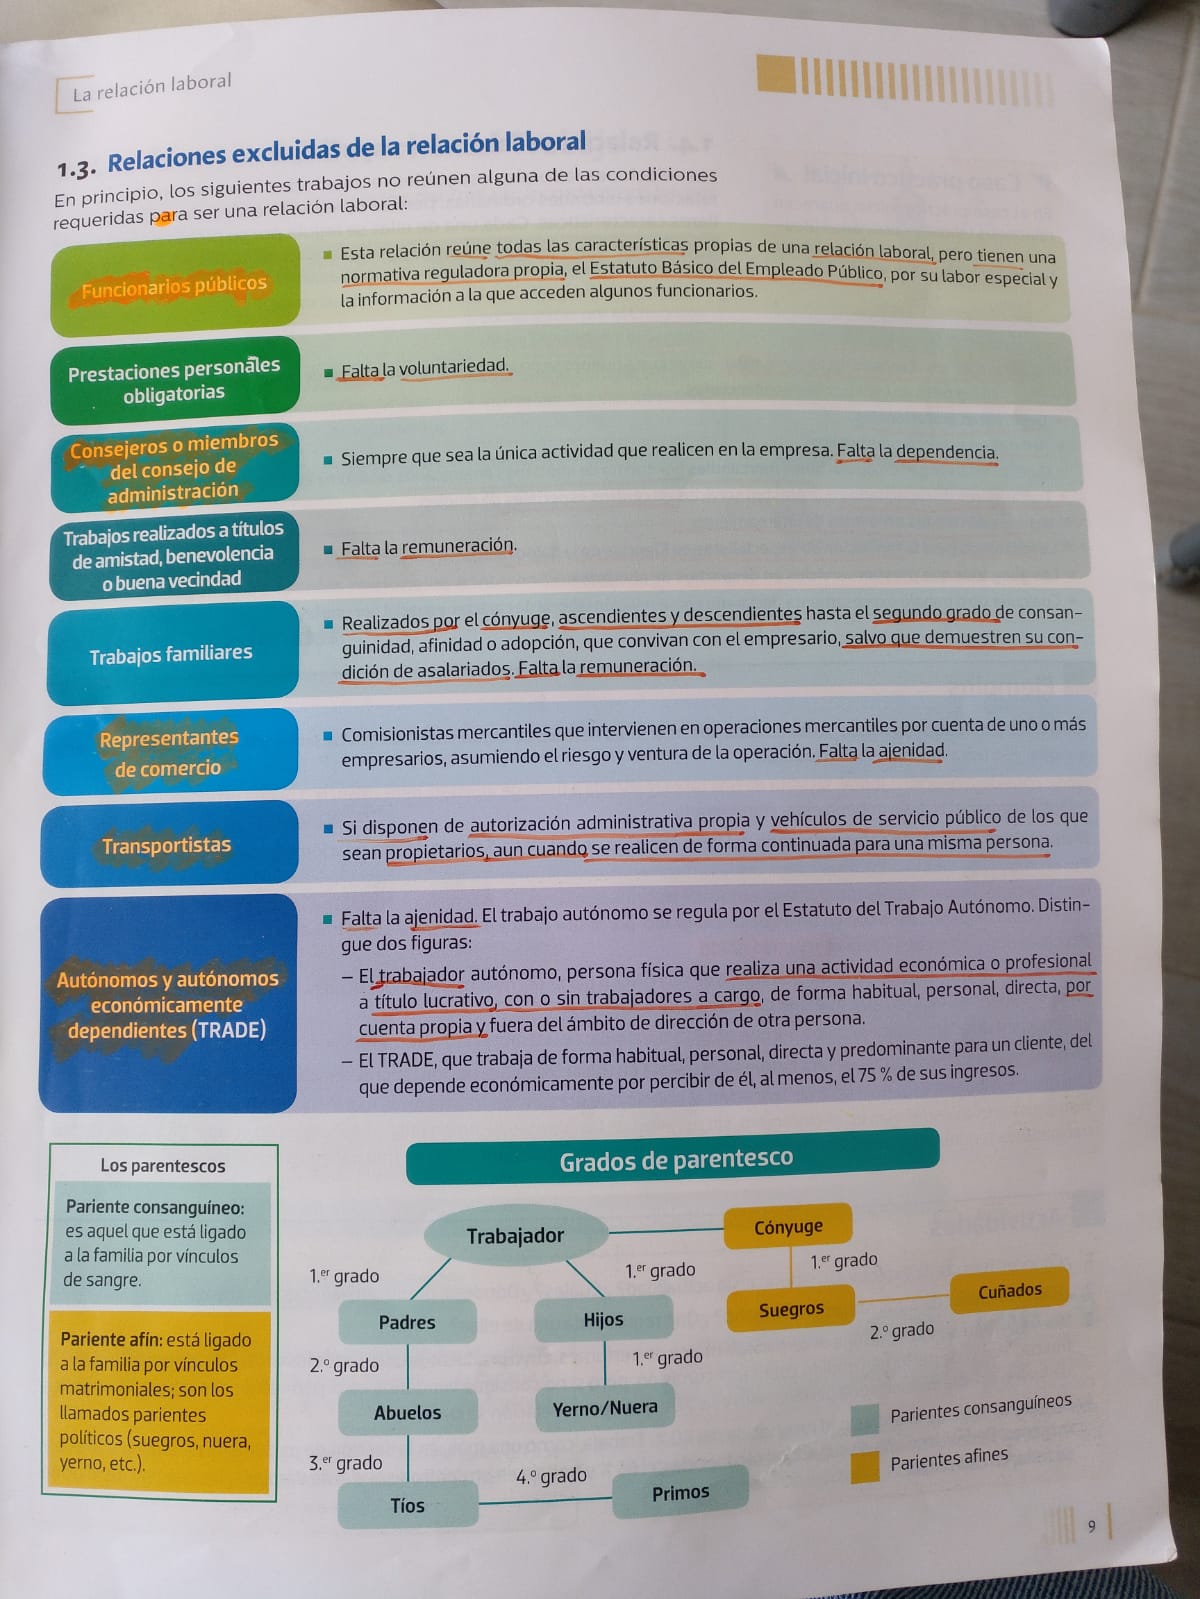 La relación laboral
1.3. Relaciones excluidas de la relación laboral
En principio, los siguientes trabajos no reúnen alguna de las condiciones
requeridas para ser una relación laboral:
Funcionarios públicos
■ Esta relación reúne todas las características propias de una relación laboral, pero tienen una
normativa reguladora propia, el Estatuto Básico del Empleado Público, por su labor especial y
la información a la que acceden algunos funcionarios.
Prestaciones personales
obligatorias
■ Falta la voluntariedad.
Consejeros o miembros
del consejo de
administración
■ Siempre que sea la única actividad que realicen en la empresa. Falta la dependencia.
Trabajos realizados a títulos
de amistad, benevolencia
o buena vecindad
■ Falta la remuneración.
Trabajos familiares
■ Realizados por el cónyuge, ascendientes y descendientes hasta el segundo grado de consan-
guinidad, afinidad o adopción, que convivan con el empresario, salvo que demuestren su con-
dición de asalariados. Falta la remuneración.
Representantes
de comercio
■ Comisionistas mercantiles que intervienen en operaciones mercantiles por cuenta de uno o más
empresarios, asumiendo el riesgo y ventura de la operación. Falta la ajenidad.
Transportistas
■ Si disponen de autorización administrativa propia y vehículos de servicio público de los que
sean propietarios, aun cuando se realicen de forma continuada para una misma persona.
Autónomos y autónomos
económicamente
dependientes (TRADE)
■ Falta la ajenidad. El trabajo autónomo se regula por el Estatuto del Trabajo Autónomo. Distin-
gue dos figuras:
– El trabajador autónomo, persona física que realiza una actividad económica o profesional
a título lucrativo, con o sin trabajadores a cargo, de forma habitual, personal, directa, por
cuenta propia y fuera del ámbito de dirección de otra persona.
– El TRADE, que trabaja de forma habitual, personal, directa y predominante para un cliente, del
que depende económicamente por percibir de él, al menos, el 75 % de sus ingresos.
Los parentescos
Pariente consanguíneo:
es aquel que está ligado
a la familia por vínculos
de sangre.
Pariente afín: está ligado
a la familia por vínculos
matrimoniales; son los
llamados parientes
políticos (suegros, nuera,
yerno, etc.).
Grados de parentesco
Trabajador
Cónyuge
1.er grado
1.er grado
1.er grado
Padres
Hijos
Suegros
Cuñados
2.º grado
2.º grado
1.er grado
Abuelos
Yerno/Nuera
3.er grado
4.º grado
Tíos
Primos
Parientes consanguíneos
Parientes afines
9